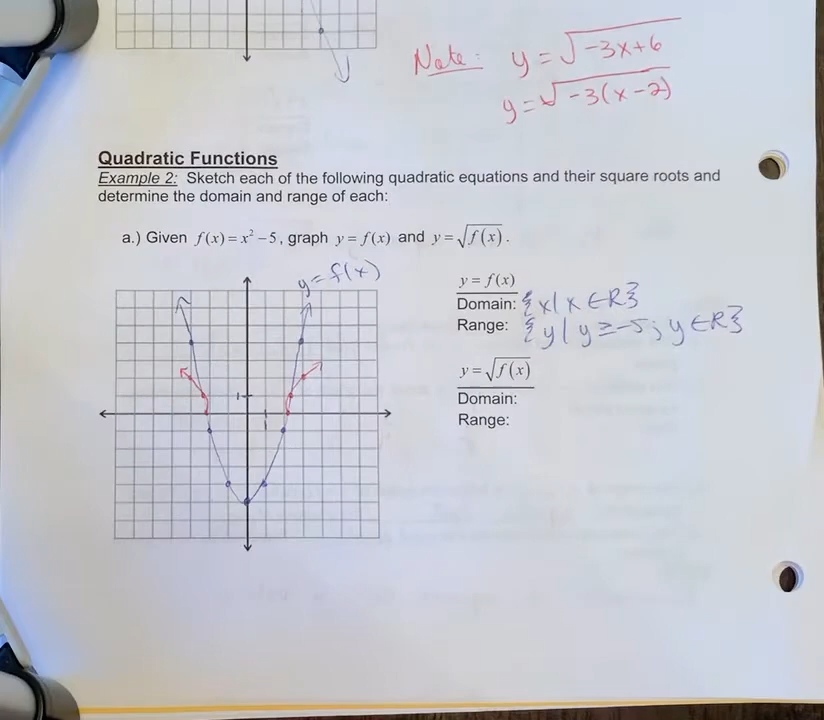 Note: y = √-3x+6
y = √-3(x-2)
Quadratic Functions
Example 2: Sketch each of the following quadratic equations and their square roots and
determine the domain and range of each:
a.) Given f(x) = x² − 5, graph y = f(x) and y = √f(x).
y = f(x)
y = f(x)
Domain: {x | x ∈ R}
Range: {y | y ≥ -5; y ∈ R}
y = √f(x)
Domain:
Range:
1
1